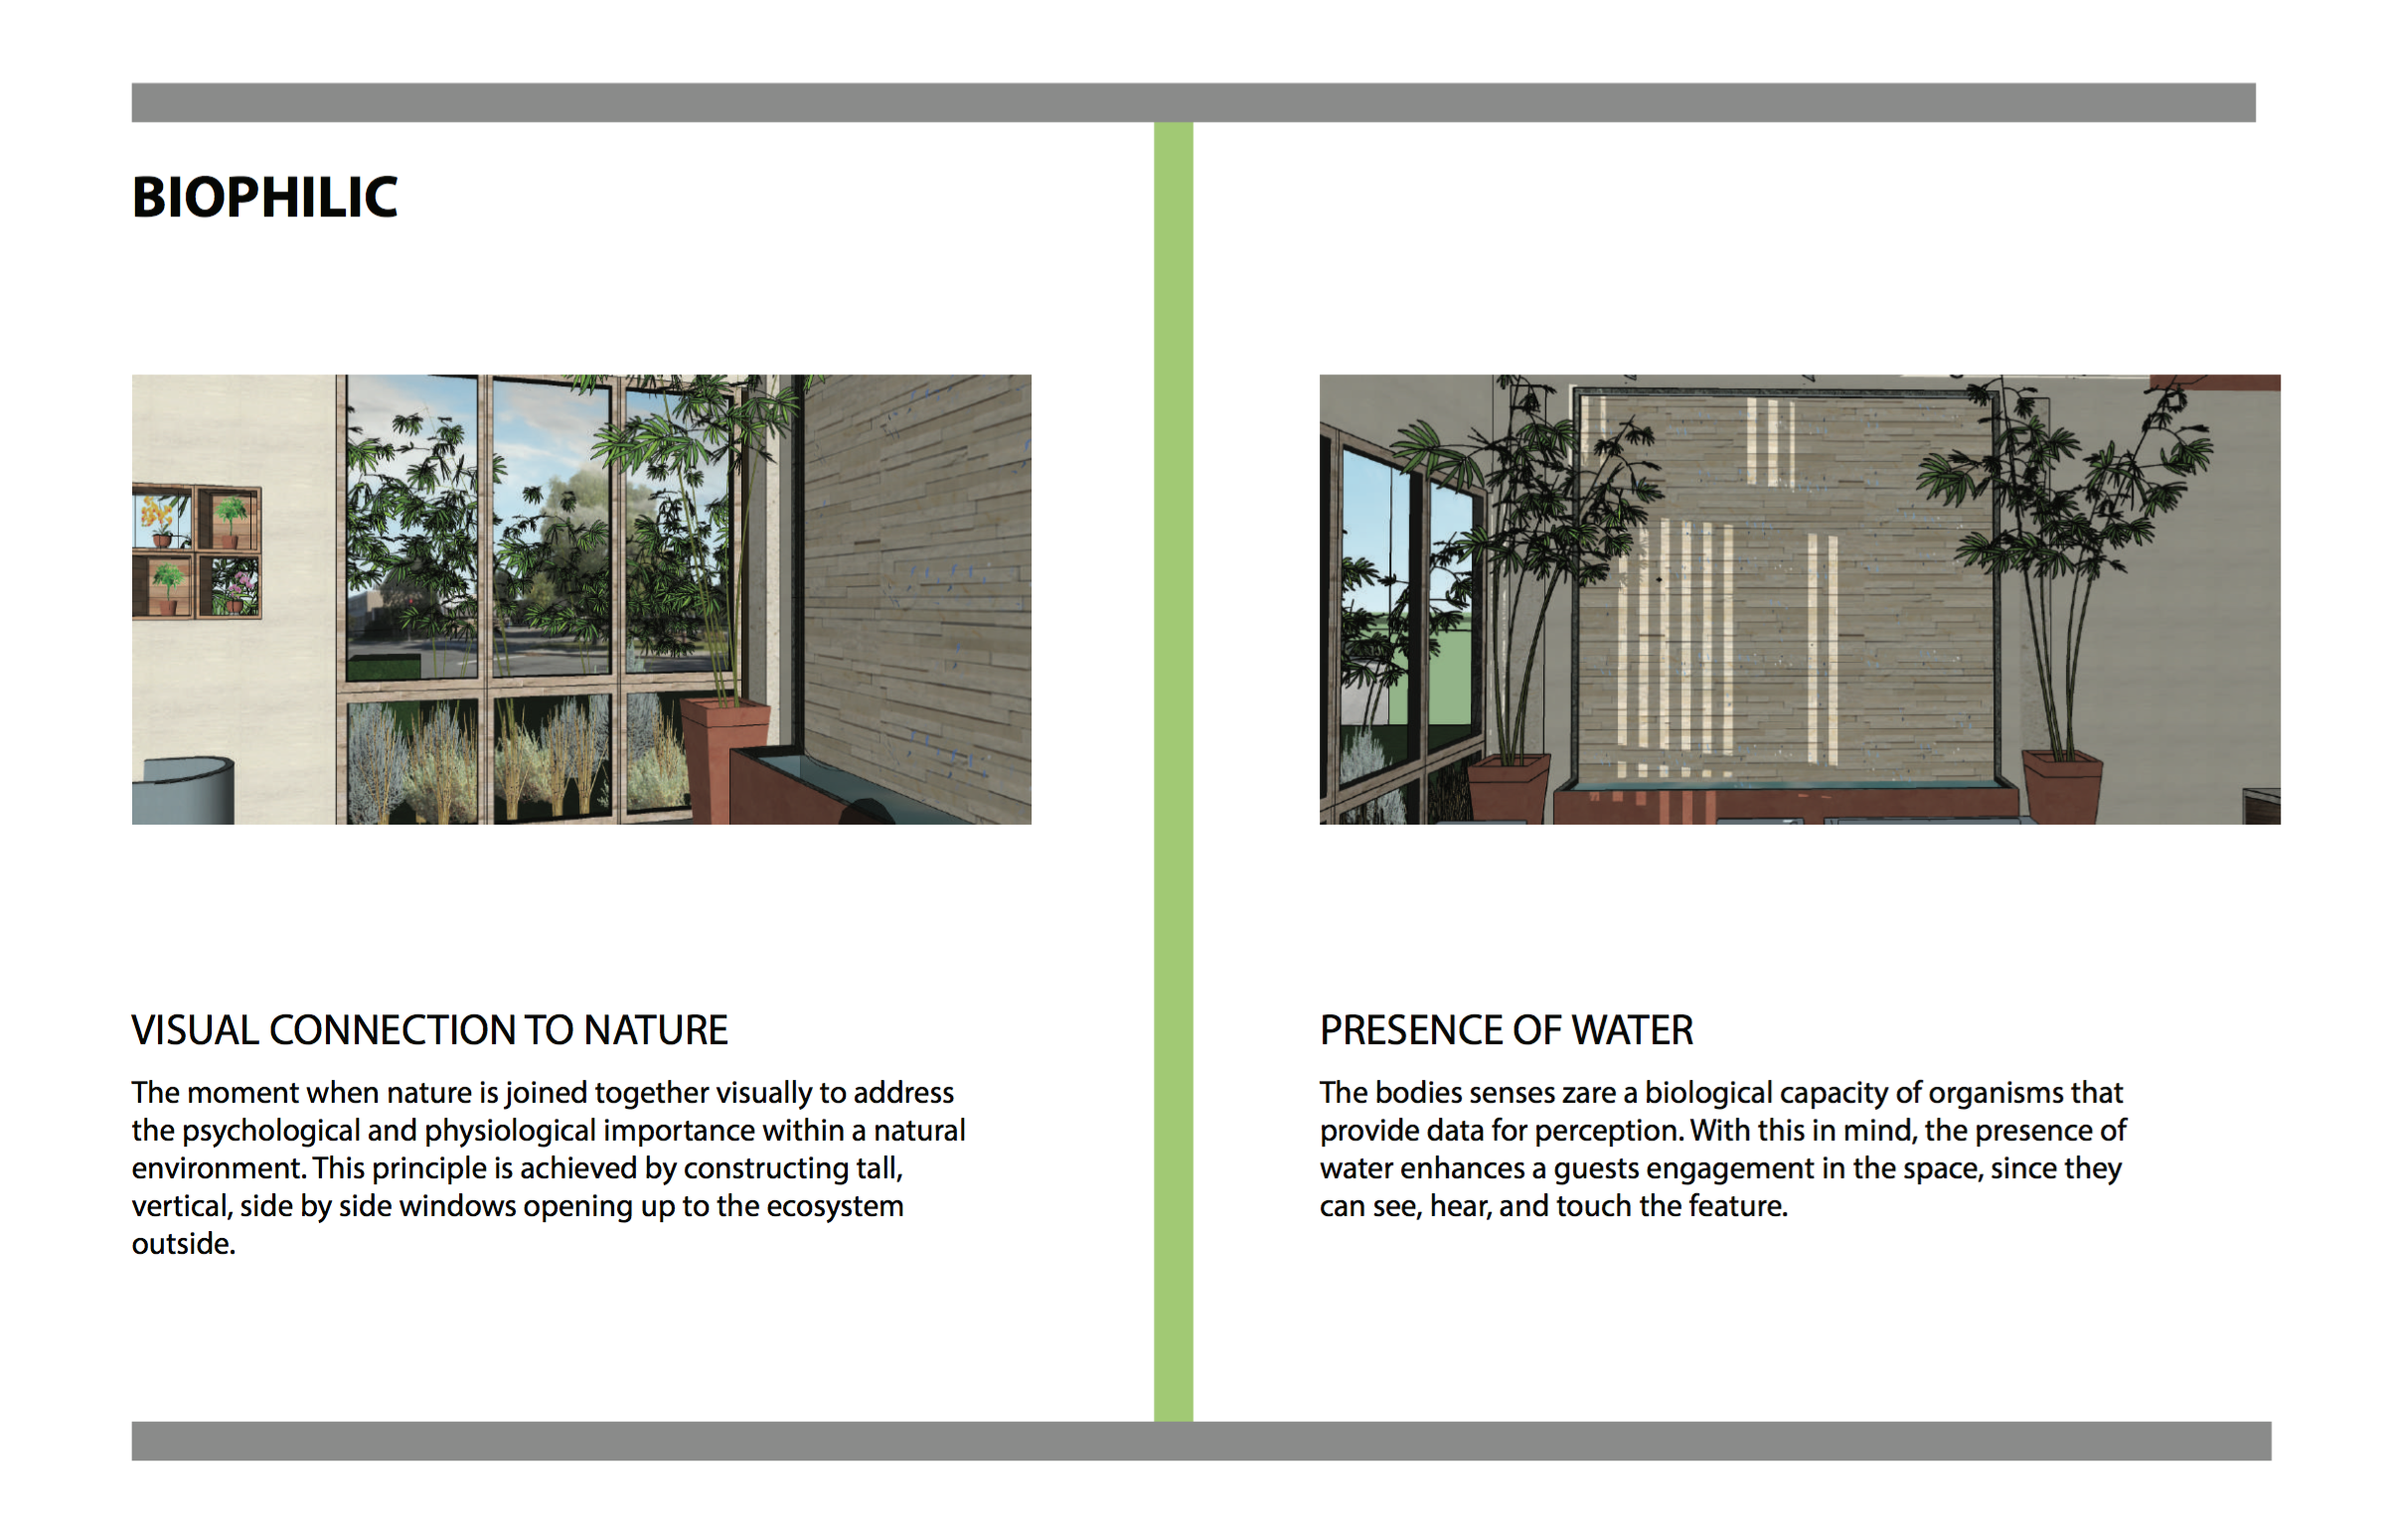 BIOPHILIC
VISUAL CONNECTION TO NATURE
The moment when nature is joined together visually to address
the psychological and physiological importance within a natural
environment. This principle is achieved by constructing tall,
vertical, side by side windows opening up to the ecosystem
outside.
PRESENCE OF WATER
The bodies senses zare a biological capacity of organisms that
provide data for perception. With this in mind, the presence of
water enhances a guests engagement in the space, since they
can see, hear, and touch the feature.